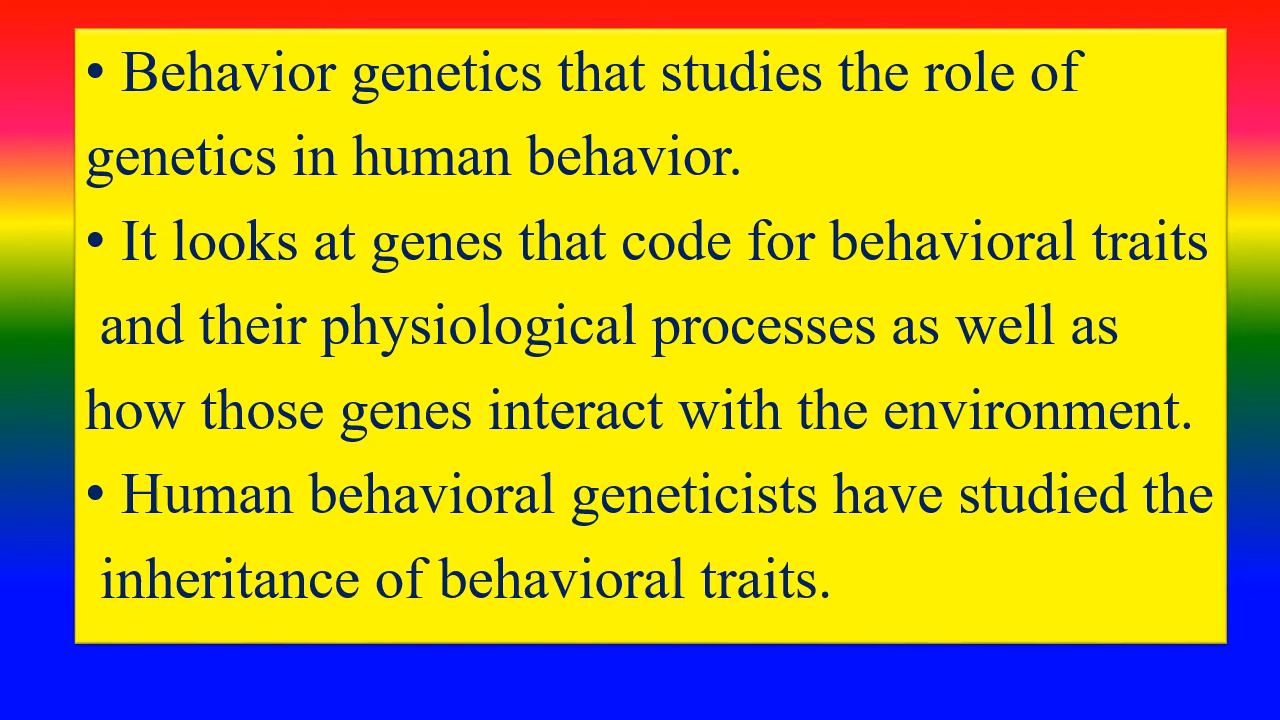 • Behavior genetics that studies the role of
genetics in human behavior.
• It looks at genes that code for behavioral traits
and their physiological processes as well as
how those genes interact with the environment.
• Human behavioral geneticists have studied the
inheritance of behavioral traits.